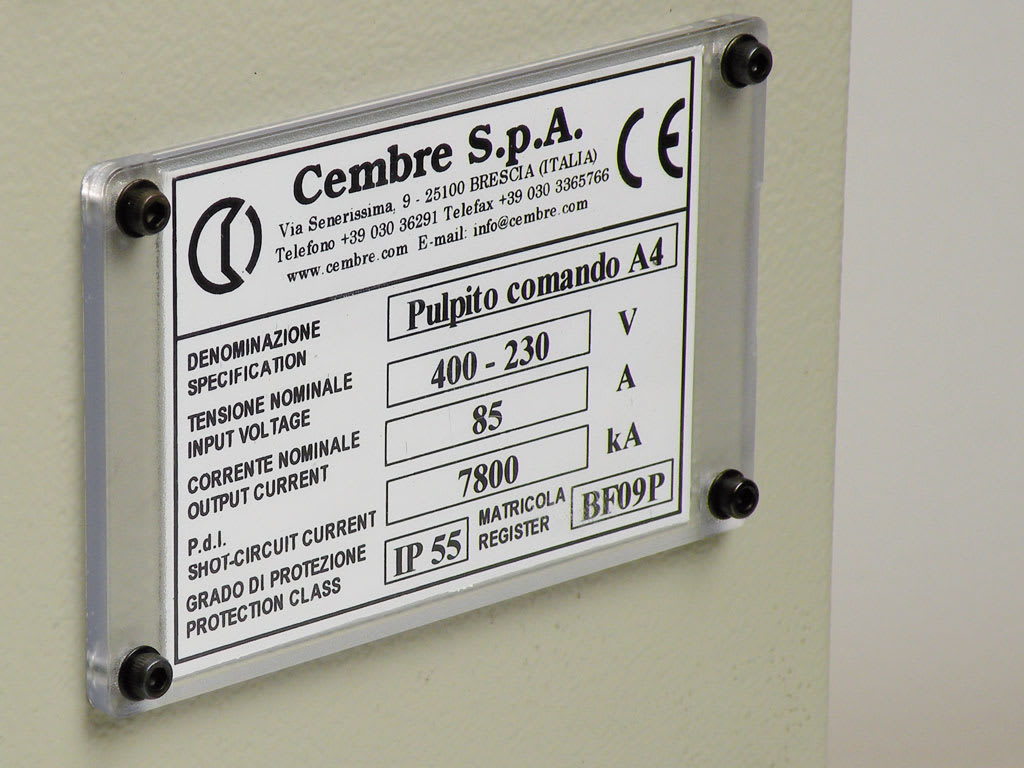 Cembre S.p.A.
Via Senerissima, 9 - 25100 BRESCIA (ITALIA)
Telefono +39 030 36291 Telefax +39 030 3365766
www.cembre.com E-mail: info@cembre.com
CE
DENOMINAZIONE
SPECIFICATION
Pulpito comando A4
TENSIONE NOMINALE
INPUT VOLTAGE
400 - 230 V
CORRENTE NOMINALE
OUTPUT CURRENT
85 A
P.d.I.
SHOT-CIRCUIT CURRENT
7800 kA
GRADO DI PROTEZIONE
PROTECTION CLASS
IP 55
MATRICOLA
REGISTER
BF09P